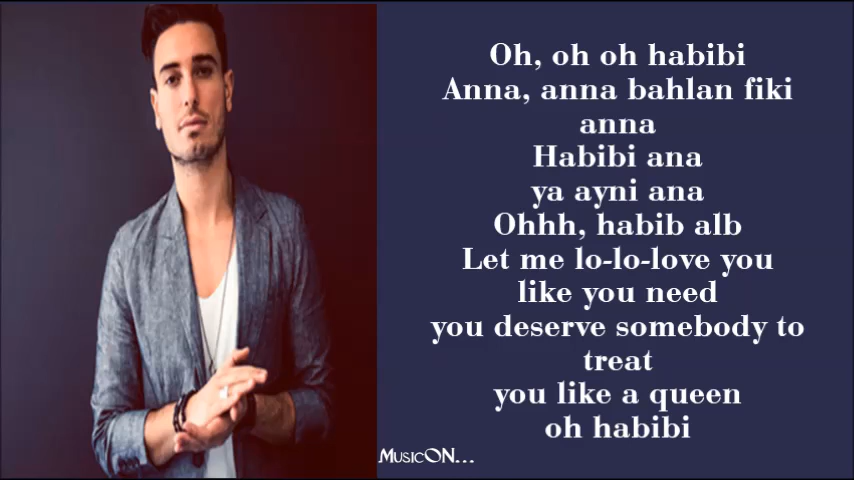 Oh, oh oh habibi
Anna, anna bahlan fiki
anna
Habibi ana
ya ayni ana
Ohhh, habib alb
Let me lo-lo-love you
like you need
you deserve somebody to
treat
you like a queen
oh habibi
MusicON...